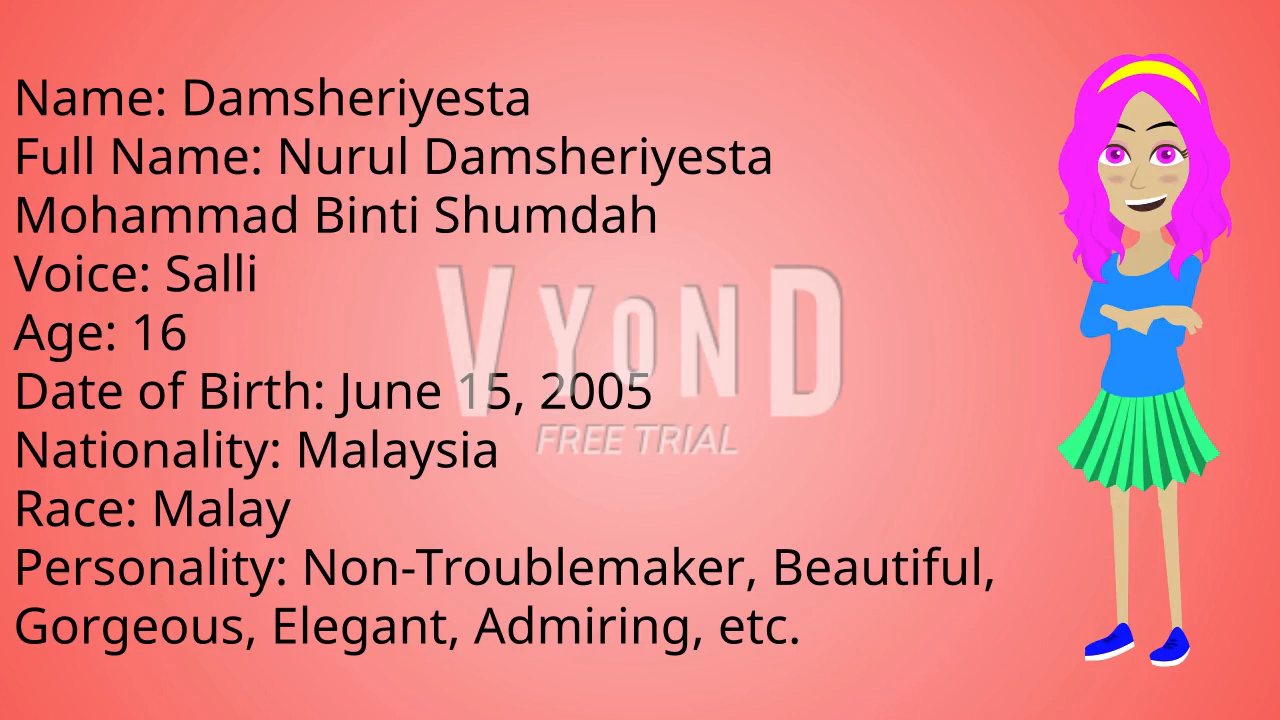 Name: Damsheriyesta
Full Name: Nurul Damsheriyesta
Mohammad Binti Shumdah
Voice: Salli
Age: 16
Date of Birth: June 15, 2005
Nationality: Malaysia
Race: Malay
Personality: Non-Troublemaker, Beautiful,
Gorgeous, Elegant, Admiring, etc.
VYOND
FREE TRIAL